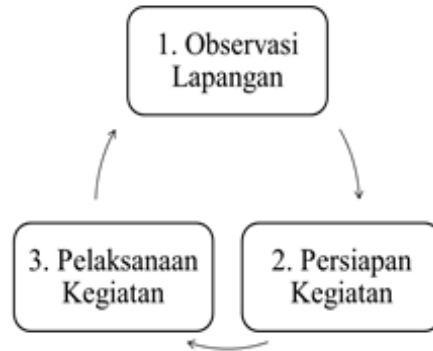 1. Observasi
Lapangan
2. Persiapan
Kegiatan
3. Pelaksanaan
Kegiatan